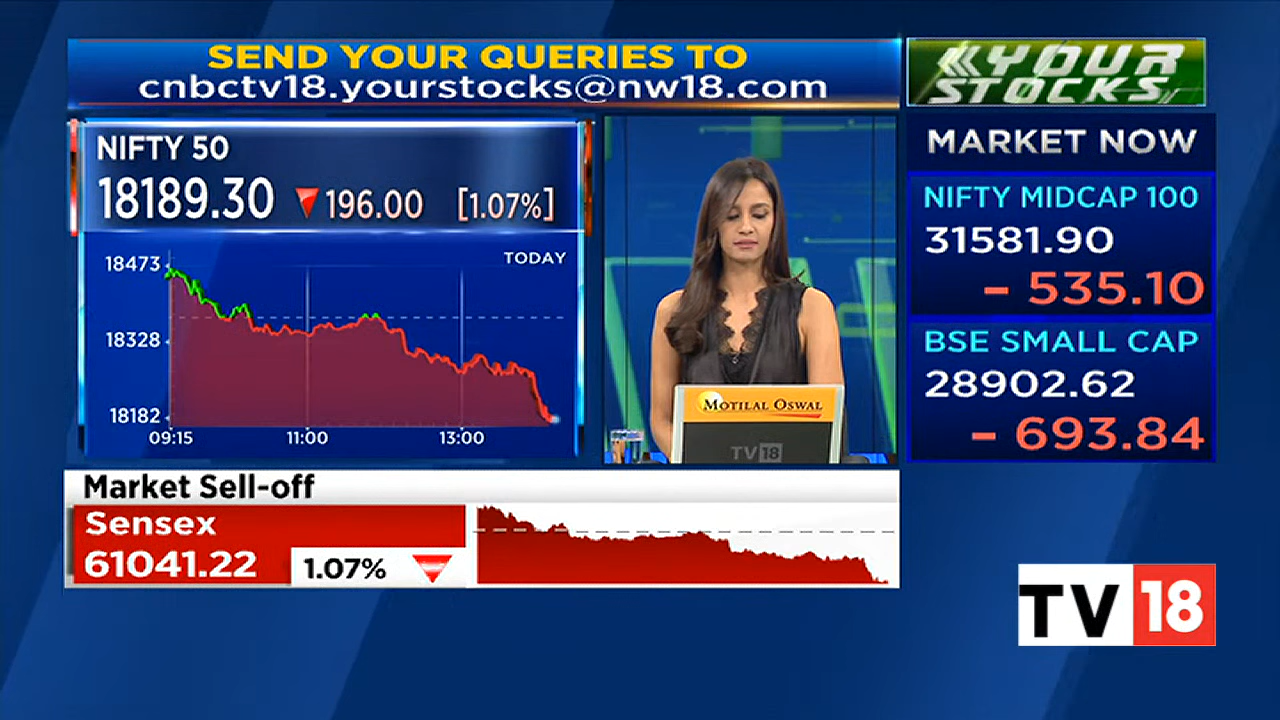 SEND YOUR QUERIES TO
cnbctv18.yourstocks@nw18.com
YOUR
STOCKS
NIFTY 50
18189.30 196.00 [1.07%]
TODAY
18473
18328
18182
09:15 11:00 13:00
MOTILAL OSWAL
TV18
MARKET NOW
NIFTY MIDCAP 100
31581.90
- 535.10
BSE SMALL CAP
28902.62
- 693.84
Market Sell-off
Sensex
61041.22 1.07%
TV18